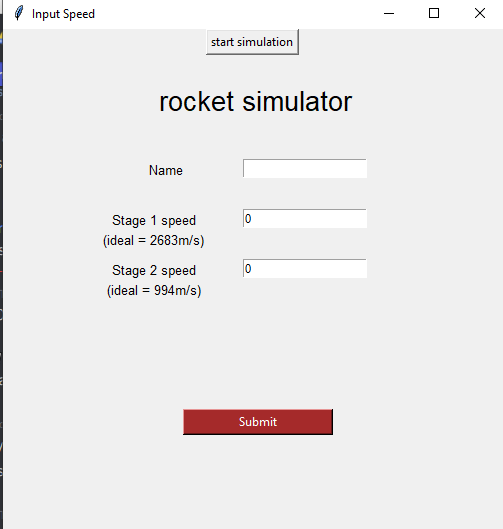 Input Speed
start simulation
rocket simulator
Name
Stage 1 speed
0
(ideal = 2683m/s)
Stage 2 speed
0
(ideal = 994m/s)
Submit